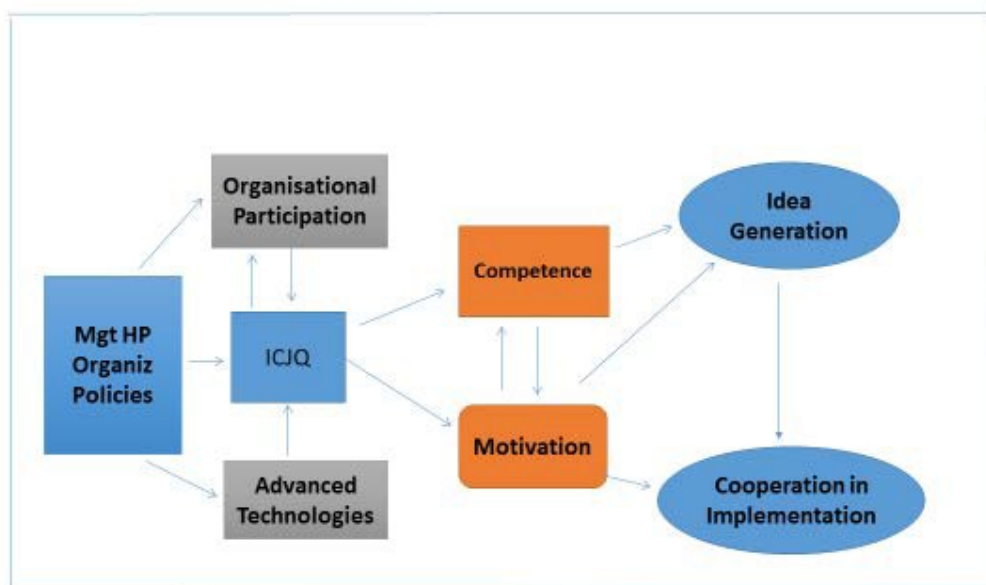 Organisational
Participation
Idea
Generation
Competence
Mgt HP
Organiz
Policies
ICJQ
Motivation
Advanced
Technologies
Cooperation in
Implementation